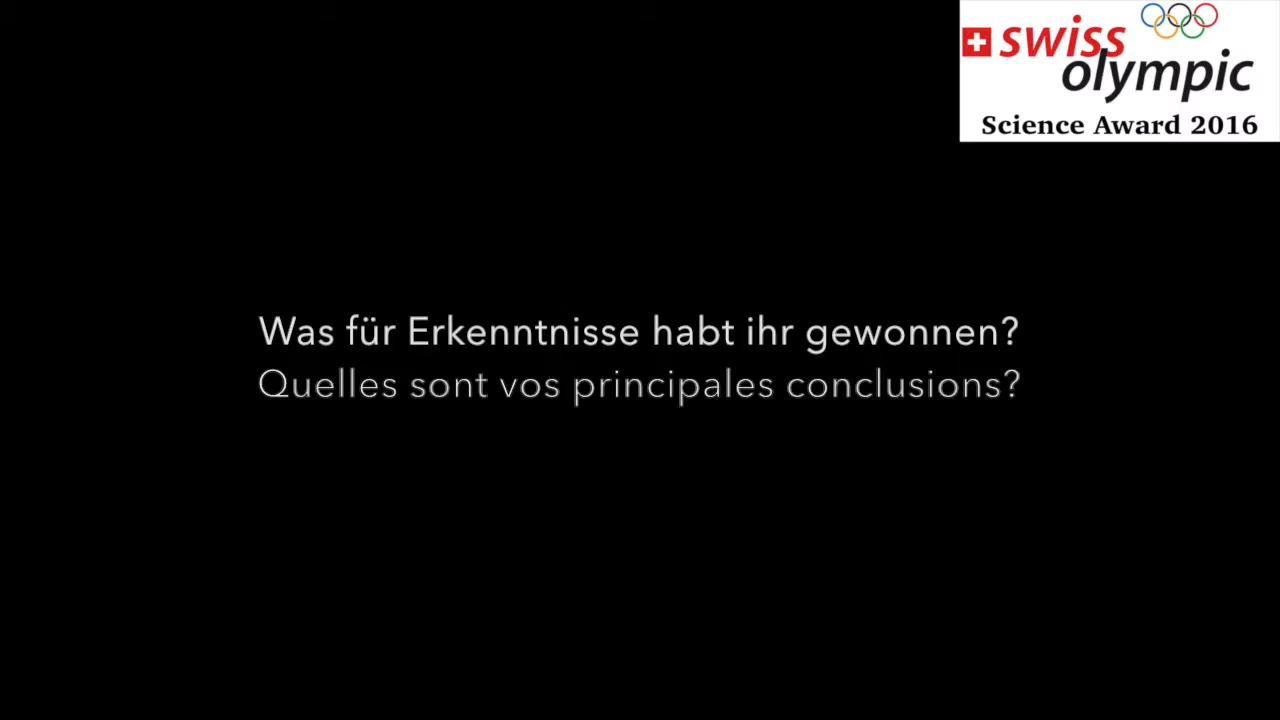 swiss
olympic
Science Award 2016
Was für Erkenntnisse habt ihr gewonnen?
Quelles sont vos principales conclusions?